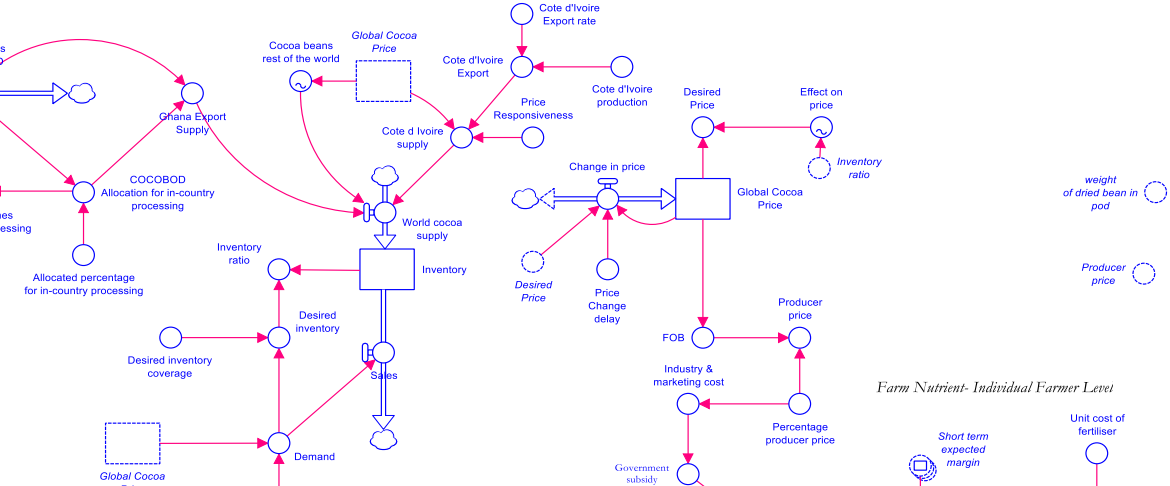 Cote d'Ivoire
Export rate
Global Cocoa
Price
Cocoa beans
rest of the world
Cote d'Ivoire
Export
Cote d'Ivoire
production
Price
Responsiveness
Desired
Price
Effect on
price
Ghana Export
Supply
Cote d Ivoire
supply
Change in price
Inventory
ratio
COCOBOD
Allocation for in-country
processing
Global Cocoa
Price
weight
of dried bean in
pod
World cocoa
supply
Inventory
ratio
Inventory
Allocated percentage
for in-country processing
Desired
Price
Price
Change
delay
Producer
price
Producer
price
Desired
inventory
FOB
Desired inventory
coverage
Sales
Industry &
marketing cost
Farm Nutrient- Individual Farmer Level
Percentage
producer price
Unit cost of
fertiliser
Short term
expected
margin
Demand
Government
subsidy
Global Cocoa